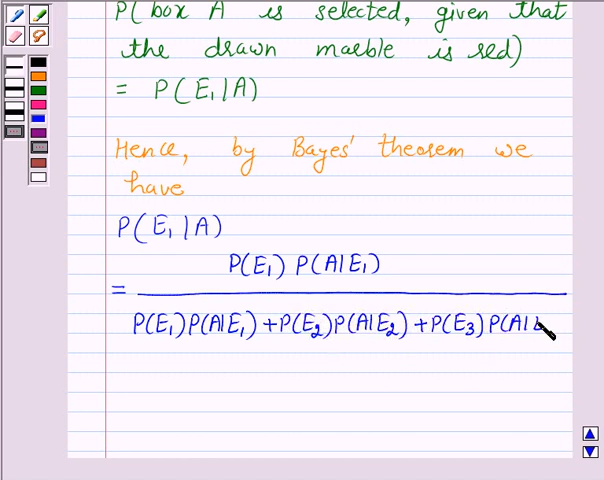 P( box A is selected, given that
the drawn marble is red)
= P(E₁|A)
Hence, by Bayes' theorem we
have
P(E₁|A)
P(E₁) P(A|E₁)
=
P(E₁)P(A|E₁)+P(E₂)P(A|E₂)+P(E₃)P(A|